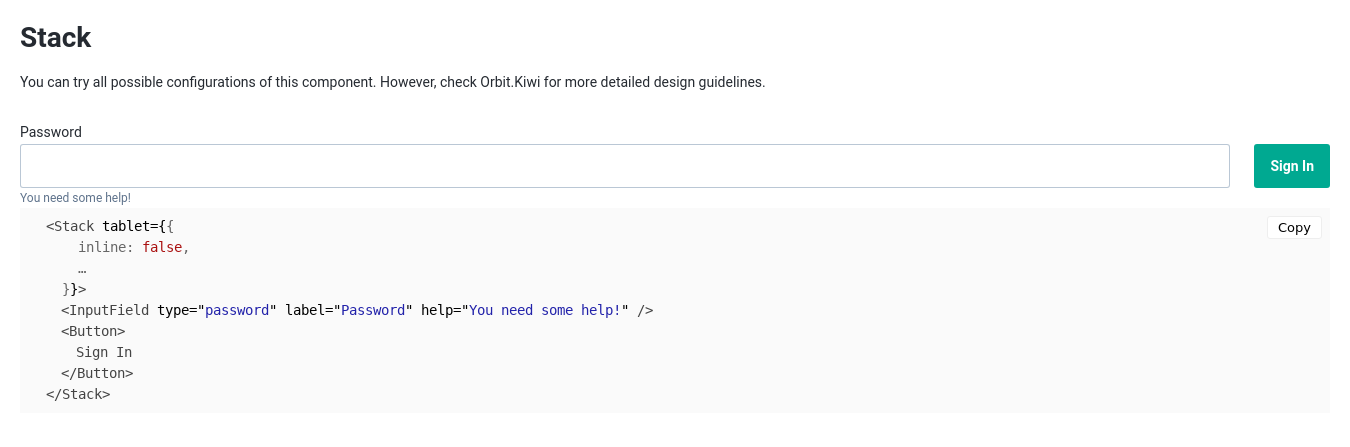 Stack
You can try all possible configurations of this component. However, check Orbit.Kiwi for more detailed design guidelines.
Password
Sign In
You need some help!
<Stack tablet={{
Copy
inline: false,
…
}}>
<InputField type="password" label="Password" help="You need some help!" />
<Button>
Sign In
</Button>
</Stack>